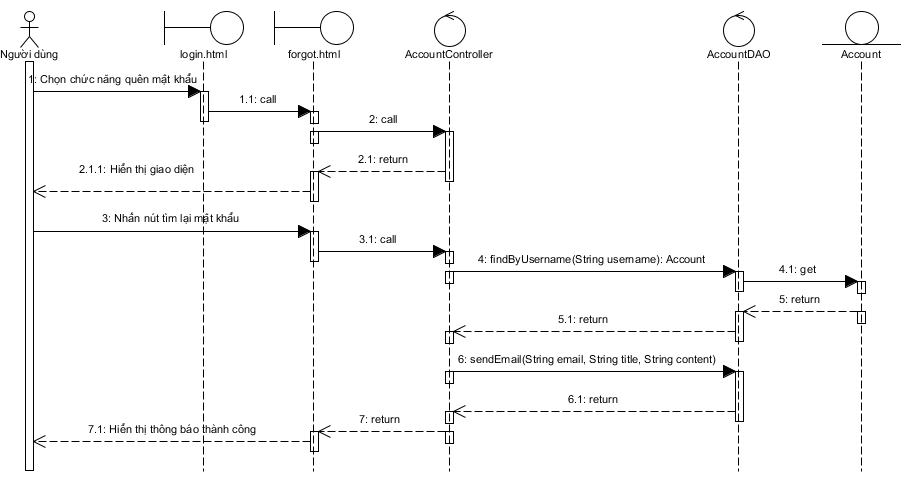 Người dùng
login.html
forgot.html
AccountController
AccountDAO
Account
1: Chọn chức năng quên mật khẩu
1.1: call
2: call
2.1: return
2.1.1: Hiển thị giao diện
3: Nhấn nút tìm lại mật khẩu
3.1: call
4: findByUsername(String username): Account
4.1: get
5: return
5.1: return
6: sendEmail(String email, String title, String content)
6.1: return
7: return
7.1: Hiển thị thông báo thành công